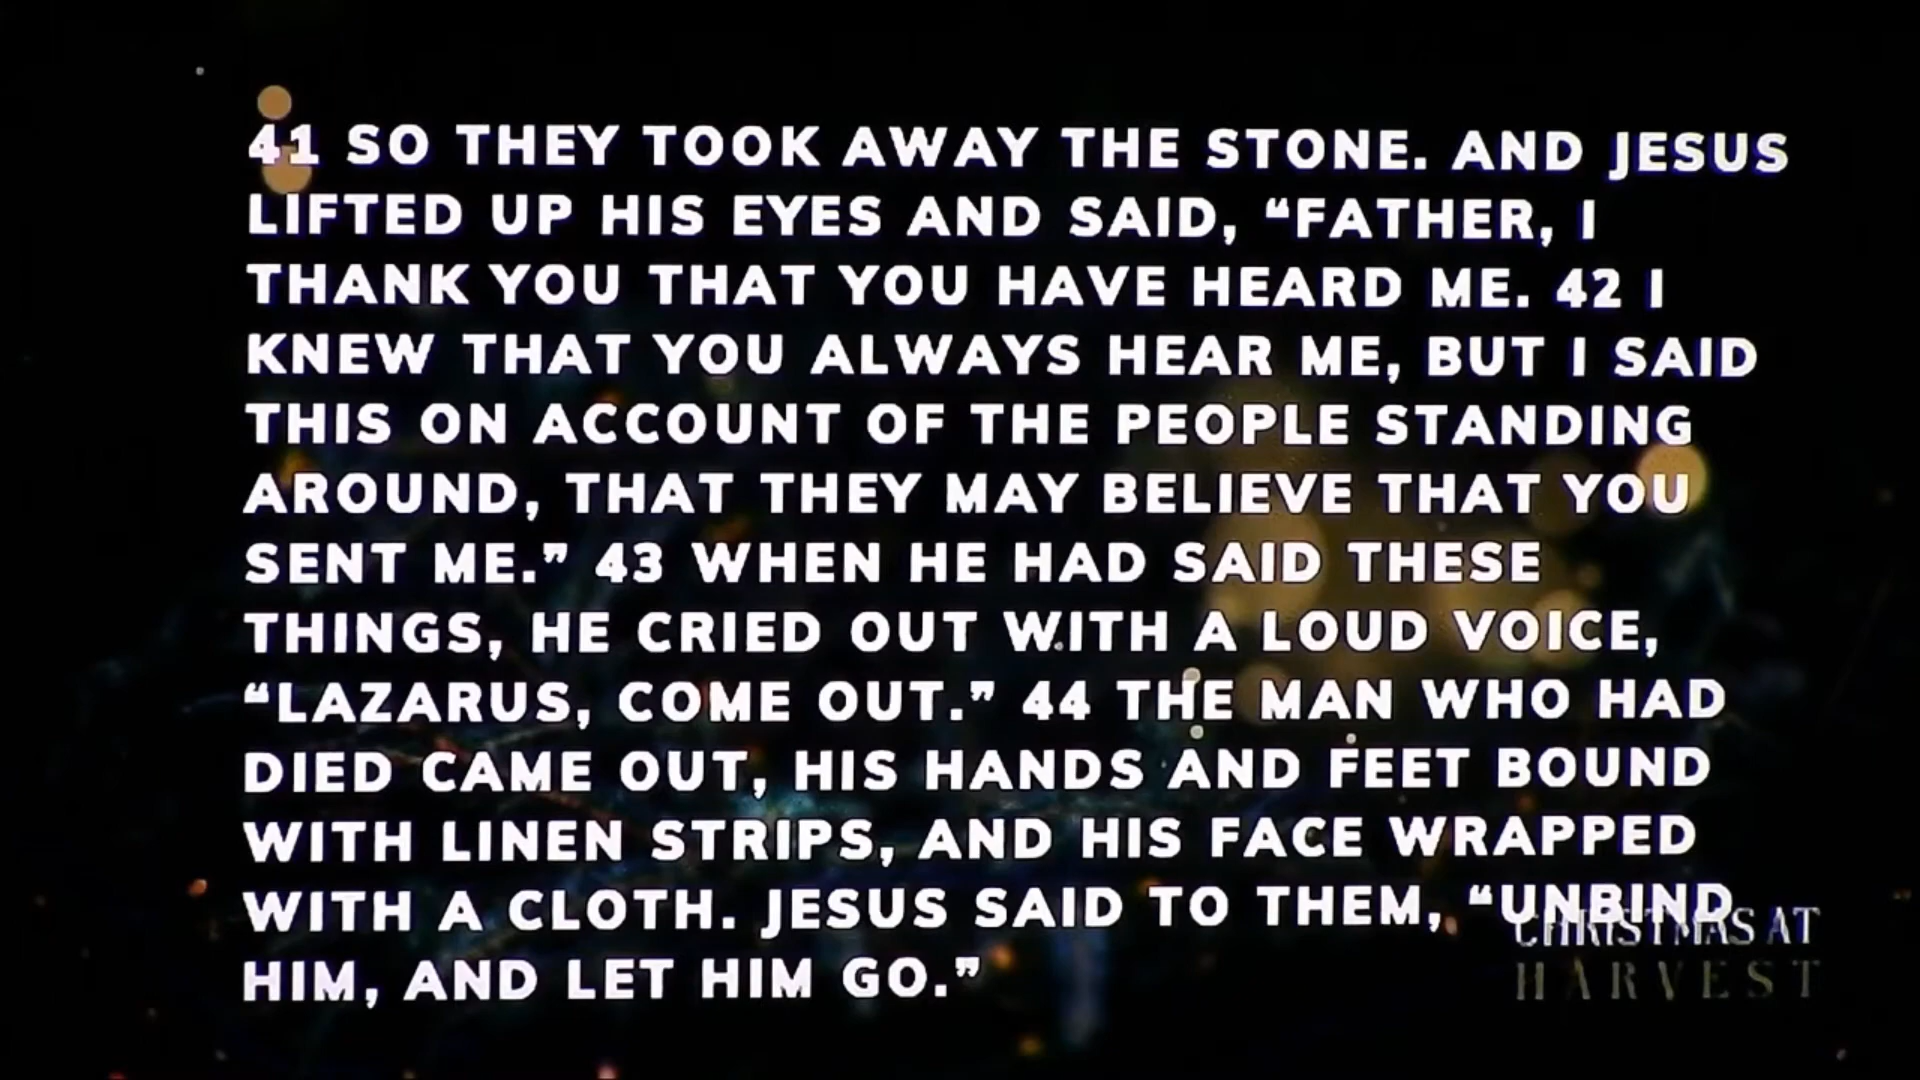 41 SO THEY TOOK AWAY THE STONE. AND JESUS
LIFTED UP HIS EYES AND SAID, “FATHER, I
THANK YOU THAT YOU HAVE HEARD ME. 42 I
KNEW THAT YOU ALWAYS HEAR ME, BUT I SAID
THIS ON ACCOUNT OF THE PEOPLE STANDING
AROUND, THAT THEY MAY BELIEVE THAT YOU
SENT ME.” 43 WHEN HE HAD SAID THESE
THINGS, HE CRIED OUT WITH A LOUD VOICE,
“LAZARUS, COME OUT.” 44 THE MAN WHO HAD
DIED CAME OUT, HIS HANDS AND FEET BOUND
WITH LINEN STRIPS, AND HIS FACE WRAPPED
WITH A CLOTH. JESUS SAID TO THEM, “UNBIND
HIM, AND LET HIM GO.”
CHRISTMAS AT
HARVEST